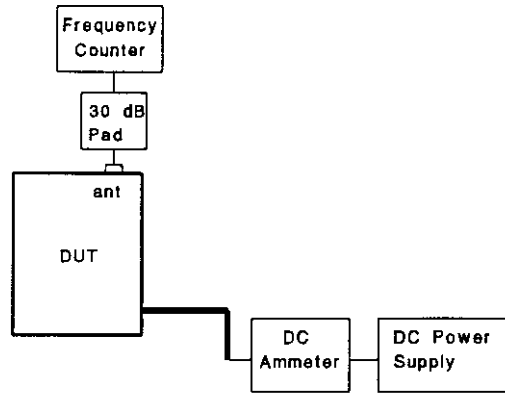 Frequency
Counter
30 dB
Pad
ant
DUT
DC
Ammeter
DC Power
Supply